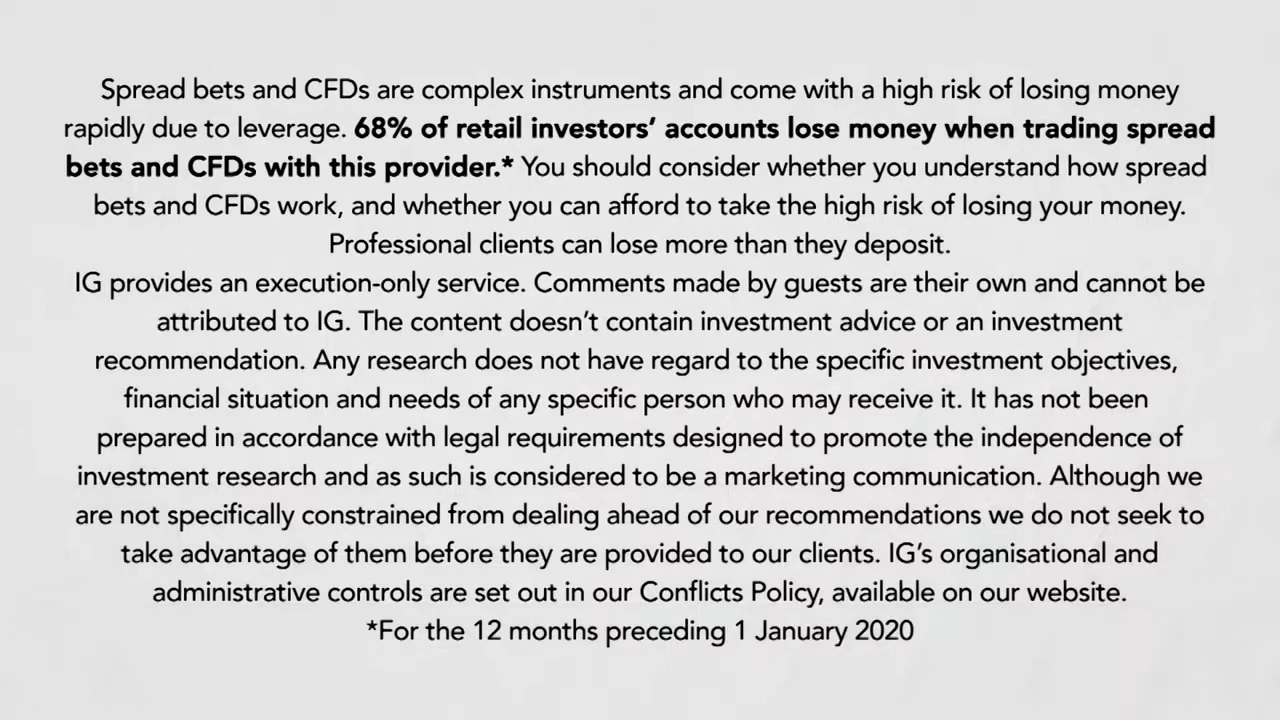 Spread bets and CFDs are complex instruments and come with a high risk of losing money
rapidly due to leverage. 68% of retail investors’ accounts lose money when trading spread
bets and CFDs with this provider.* You should consider whether you understand how spread
bets and CFDs work, and whether you can afford to take the high risk of losing your money.
Professional clients can lose more than they deposit.
IG provides an execution-only service. Comments made by guests are their own and cannot be
attributed to IG. The content doesn’t contain investment advice or an investment
recommendation. Any research does not have regard to the specific investment objectives,
financial situation and needs of any specific person who may receive it. It has not been
prepared in accordance with legal requirements designed to promote the independence of
investment research and as such is considered to be a marketing communication. Although we
are not specifically constrained from dealing ahead of our recommendations we do not seek to
take advantage of them before they are provided to our clients. IG’s organisational and
administrative controls are set out in our Conflicts Policy, available on our website.
*For the 12 months preceding 1 January 2020